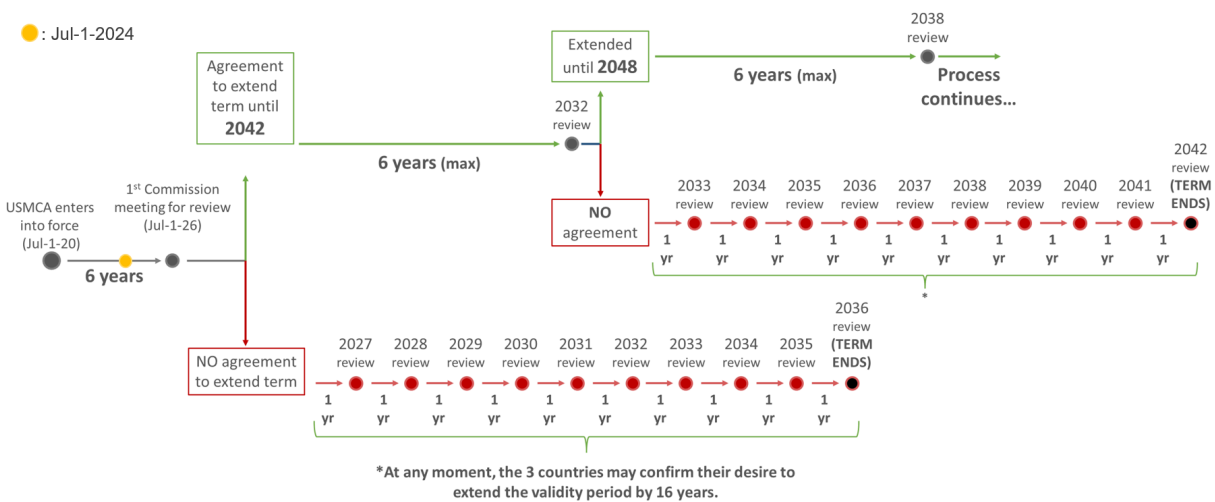 : Jul-1-2024
Agreement
to extend
term until
2042
Extended
until 2048
2038
review
6 years (max)
Process
continues...
2032
review
6 years (max)
USMCA enters
into force
(Jul-1-20)
1st Commission
meeting for review
(Jul-1-26)
6 years
NO
agreement
2033
review
2034
review
2035
review
2036
review
2037
review
2038
review
2039
review
2040
review
2041
review
2042
review
(TERM
ENDS)
1
yr
1
yr
1
yr
1
yr
1
yr
1
yr
1
yr
1
yr
1
yr
1
yr
*
NO agreement
to extend term
2027
review
2028
review
2029
review
2030
review
2031
review
2032
review
2033
review
2034
review
2035
review
2036
review
(TERM
ENDS)
1
yr
1
yr
1
yr
1
yr
1
yr
1
yr
1
yr
1
yr
1
yr
1
yr
*At any moment, the 3 countries may confirm their desire to
extend the validity period by 16 years.